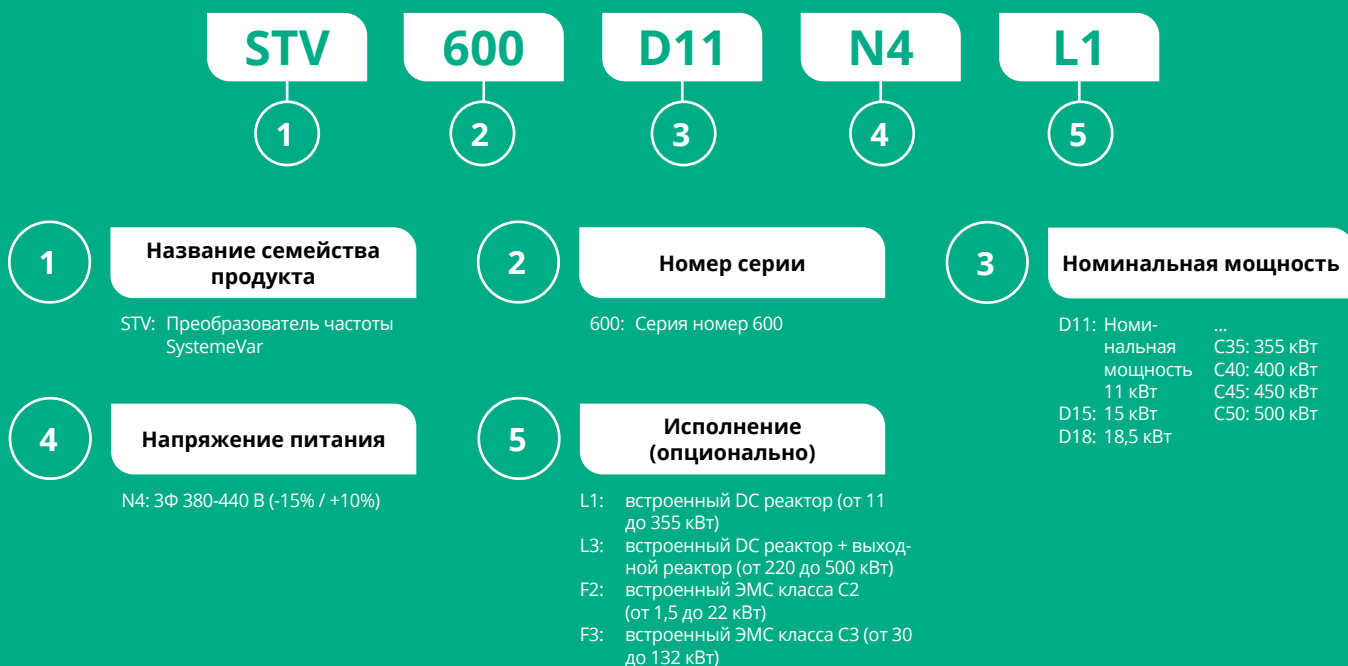 STV 600 D11 N4 L1
1 2 3 4 5
1
Название семейства
продукта
STV: Преобразователь частоты
SystemeVar
2
Номер серии
600: Серия номер 600
3
Номинальная мощность
D11: Номи-
нальная
мощность
11 кВт
D15: 15 кВт
D18: 18,5 кВт
...
C35: 355 кВт
C40: 400 кВт
C45: 450 кВт
C50: 500 кВт
4
Напряжение питания
N4: 3Ф 380-440 В (-15% / +10%)
5
Исполнение
(опционально)
L1: встроенный DC реактор (от 11
до 355 кВт)
L3: встроенный DC реактор + выход-
ной реактор (от 220 до 500 кВт)
F2: встроенный ЭМС класса C2
(от 1,5 до 22 кВт)
F3: встроенный ЭМС класса C3 (от 30
до 132 кВт)